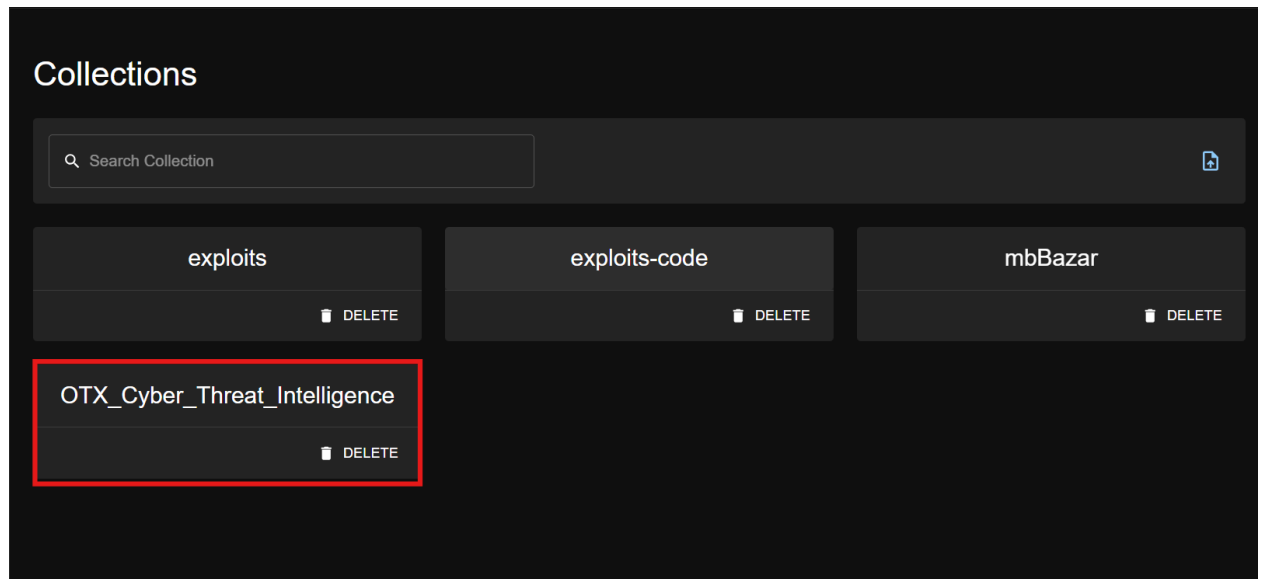 Collections
Search Collection
exploits
exploits-code
mbBazar
DELETE
DELETE
DELETE
OTX_Cyber_Threat_Intelligence
DELETE